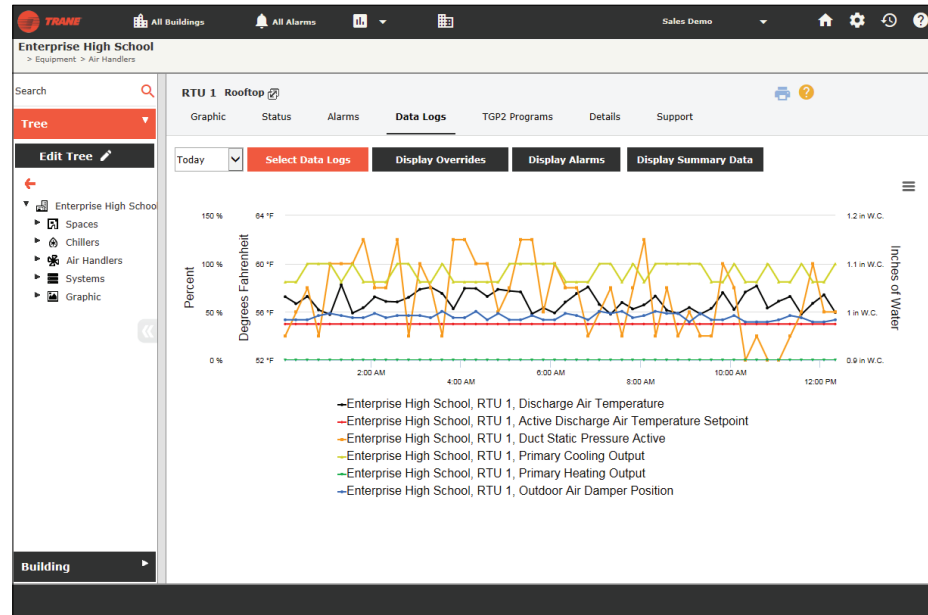 TRANE All Buildings All Alarms Sales Demo
Enterprise High School
> Equipment > Air Handlers
Search
Tree
Edit Tree
Enterprise High Schoo
Spaces
Chillers
Air Handlers
Systems
Graphic
Building
RTU 1 Rooftop
Graphic Status Alarms Data Logs TGP2 Programs Details Support
Today Select Data Logs Display Overrides Display Alarms Display Summary Data
150 % 64 °F 1.2 in W.C.
100 % 60 °F 1.1 in W.C.
50 % 56 °F 1 in W.C.
0 % 52 °F 0.9 in W.C.
Percent
Degrees Fahrenheit
Inches of Water
2:00 AM 4:00 AM 6:00 AM 8:00 AM 10:00 AM 12:00 PM
Enterprise High School, RTU 1, Discharge Air Temperature
Enterprise High School, RTU 1, Active Discharge Air Temperature Setpoint
Enterprise High School, RTU 1, Duct Static Pressure Active
Enterprise High School, RTU 1, Primary Cooling Output
Enterprise High School, RTU 1, Primary Heating Output
Enterprise High School, RTU 1, Outdoor Air Damper Position